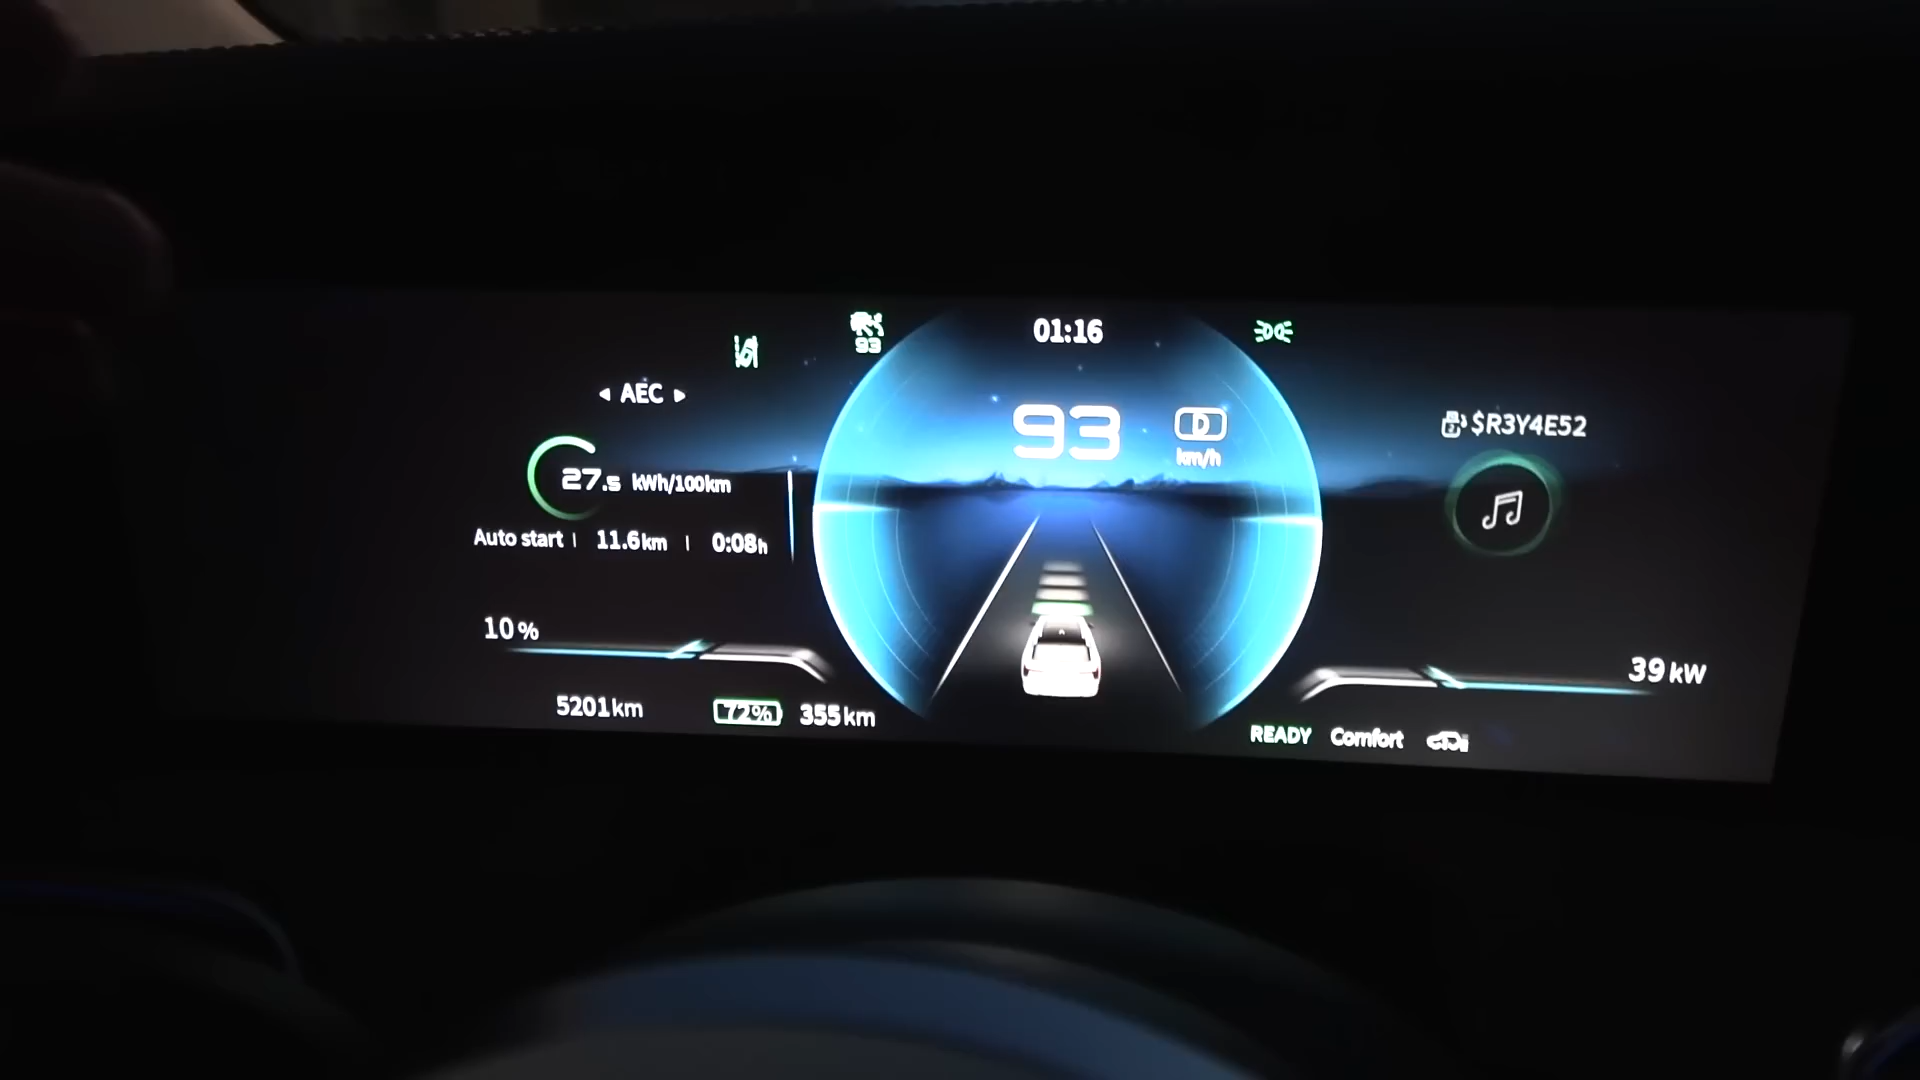 01:16
93
AEC
93
D
km/h
27.5 kWh/100km
Auto start | 11.6km | 0:08h
$R3Y4E52
10%
39 kW
5201km
72%
355km
READY Comfort